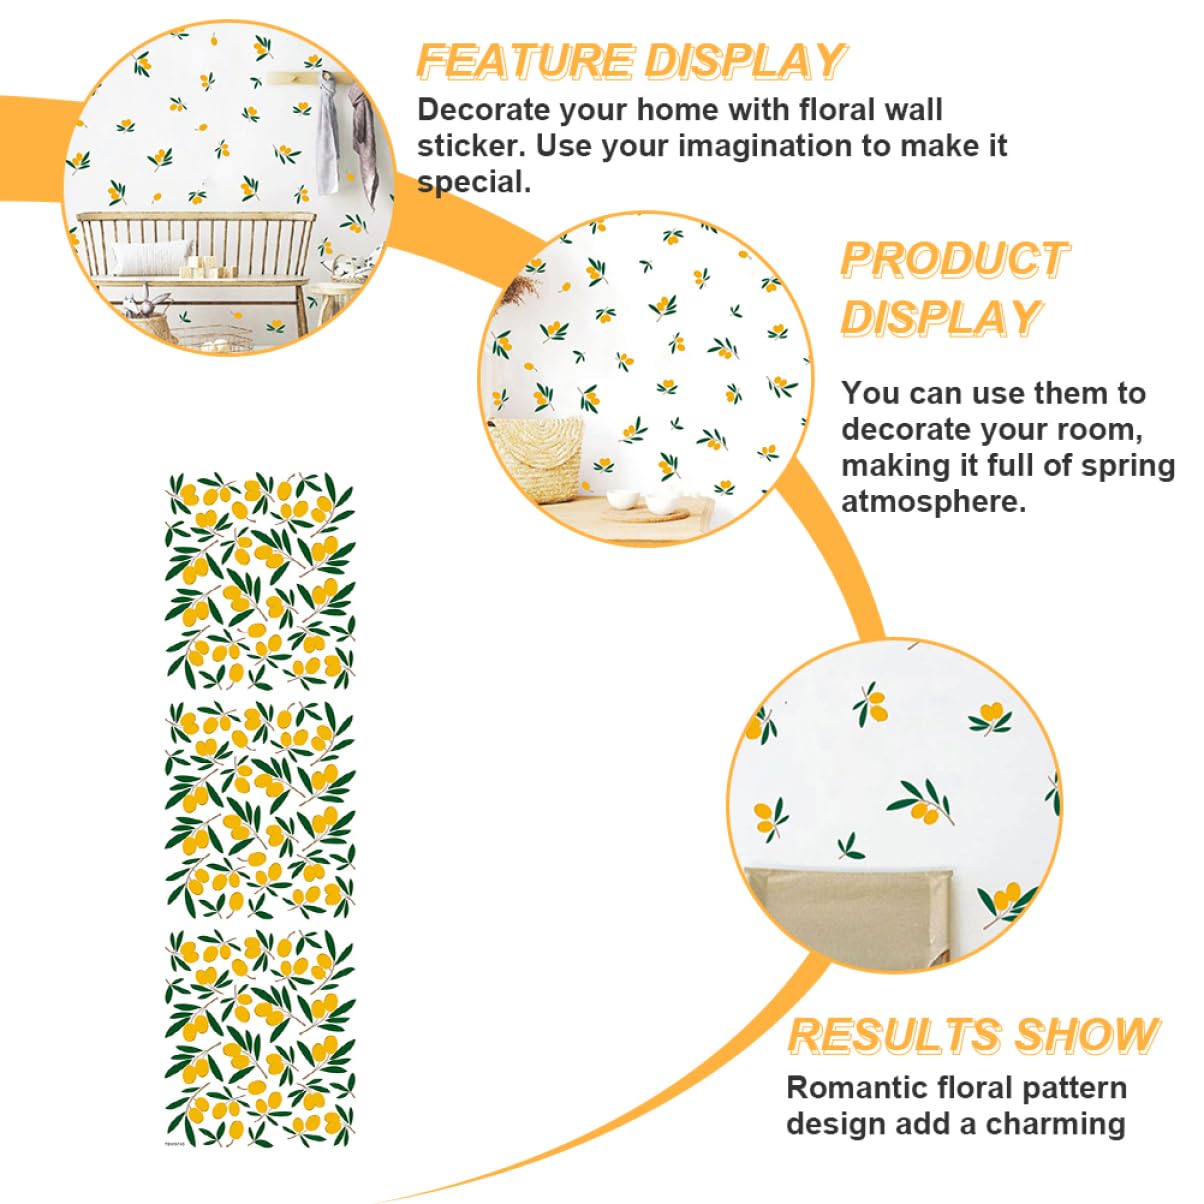 FEATURE DISPLAY
Decorate your home with floral wall
sticker. Use your imagination to make it
special.
PRODUCT
DISPLAY
You can use them to
decorate your room,
making it full of spring
atmosphere.
RESULTS SHOW
Romantic floral pattern
design add a charming